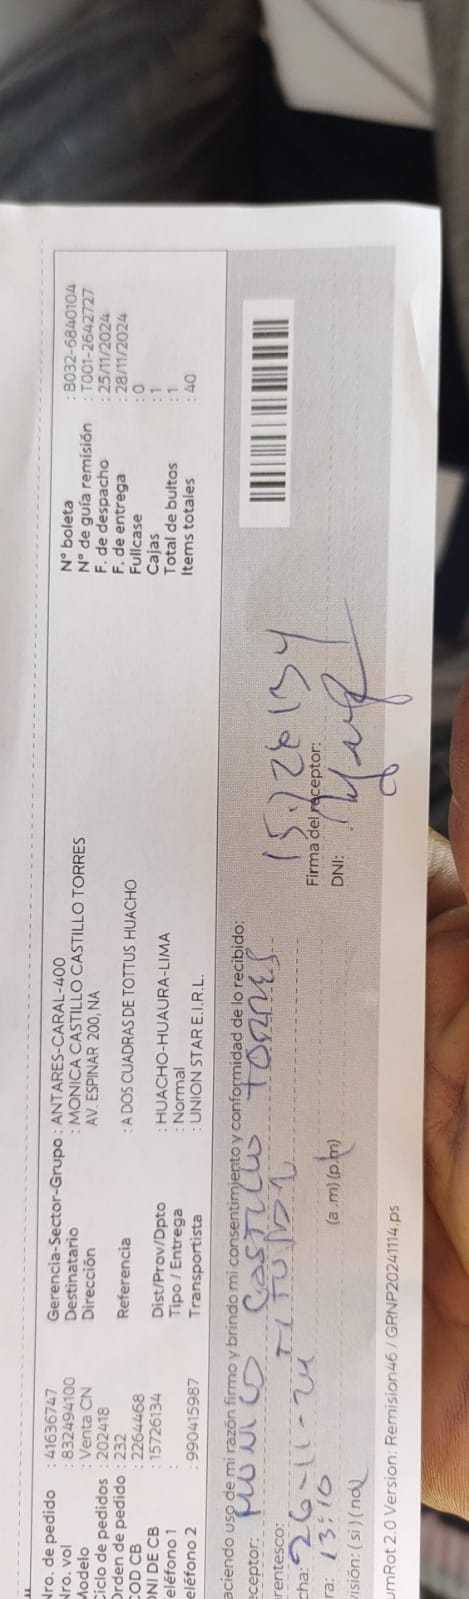 Nro. de pedido : 41636747
Nro. vol : 832494100
Modelo : Venta CN
Ciclo de pedidos : 202418
Orden de pedido : 232
COD CB : 2264468
DNI DE CB : 15726134
Teléfono 1 :
Teléfono 2 : 990415987
Gerencia-Sector-Grupo : ANTARES-CARAL-400
Destinatario : MONICA CASTILLO CASTILLO TORRES
Dirección AV. ESPINAR 200, NA
Referencia : A DOS CUADRAS DE TOTTUS HUACHO
Dist/Prov/Dpto : HUACHO-HUAURA-LIMA
Tipo / Entrega : Normal
Transportista : UNION STAR E.I.R.L.
N° boleta : B032-6840104
N° de guía remisión : T001-2642727
F. de despacho : 25/11/2024
F. de entrega : 28/11/2024
Fullcase : 0
Cajas : 1
Total de bultos : 1
Items totales : 40
aciendo uso de mi razón firmo y brindo mi consentimiento y conformidad de lo recibido:
eceptor: MONICA CASTILLO TORRES
arentesco: TITULAR
cha: 26-11-24
ra: 13:10 (a.m) (p.m)
visión: ( si ) ( no )
15726134
Firma del receptor:
DNI:
umRot 2.0 Version: Remision46 / GRNP20241114.ps